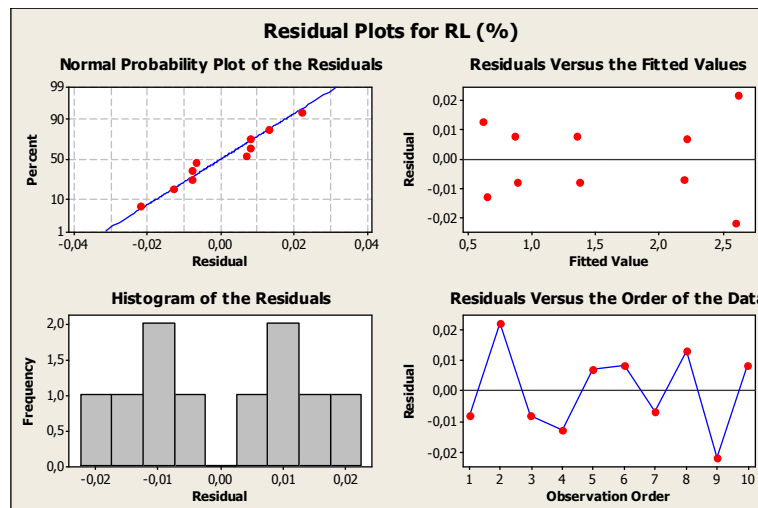 Residual Plots for RL (%)
Normal Probability Plot of the Residuals
99
90
50
10
1
Percent
-0,04 -0,02 0,00 0,02 0,04
Residual
Residuals Versus the Fitted Values
0,02
0,01
0,00
-0,01
-0,02
Residual
0,5 1,0 1,5 2,0 2,5
Fitted Value
Histogram of the Residuals
2,0
1,5
1,0
0,5
0,0
Frequency
-0,02 -0,01 0,00 0,01 0,02
Residual
Residuals Versus the Order of the Data
0,02
0,01
0,00
-0,01
-0,02
Residual
1 2 3 4 5 6 7 8 9 10
Observation Order